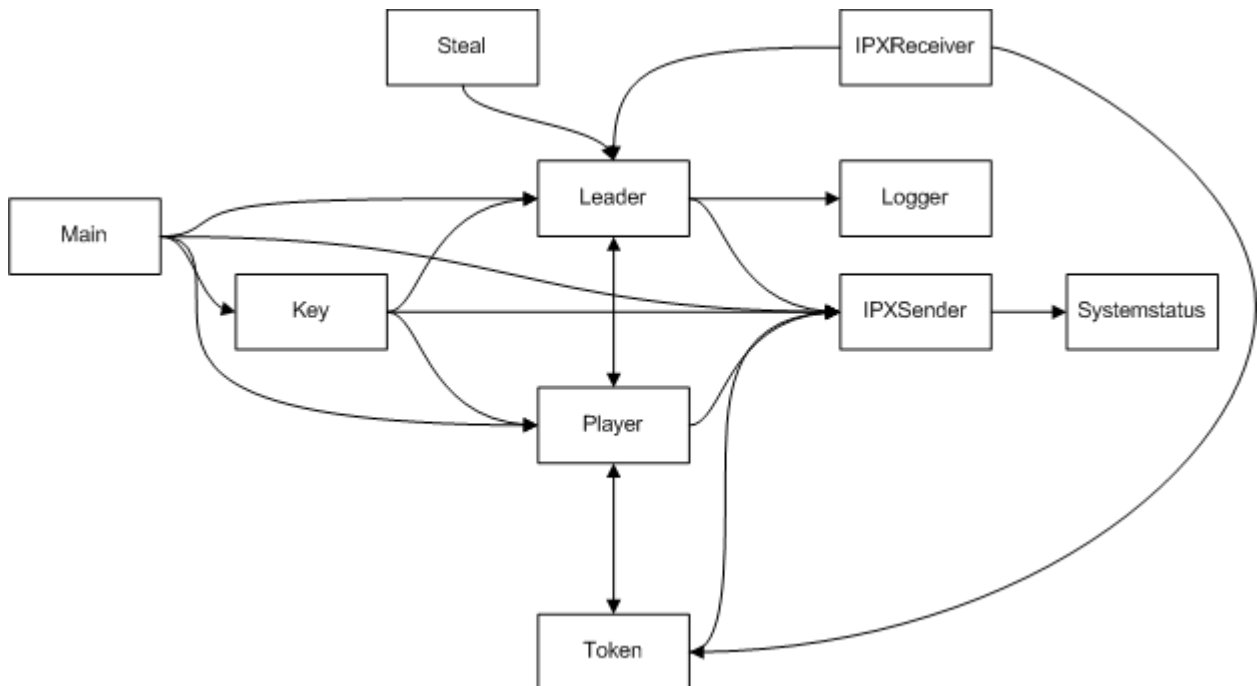 Steal
IPXReceiver
Leader
Logger
Main
Key
IPXSender
Systemstatus
Player
Token